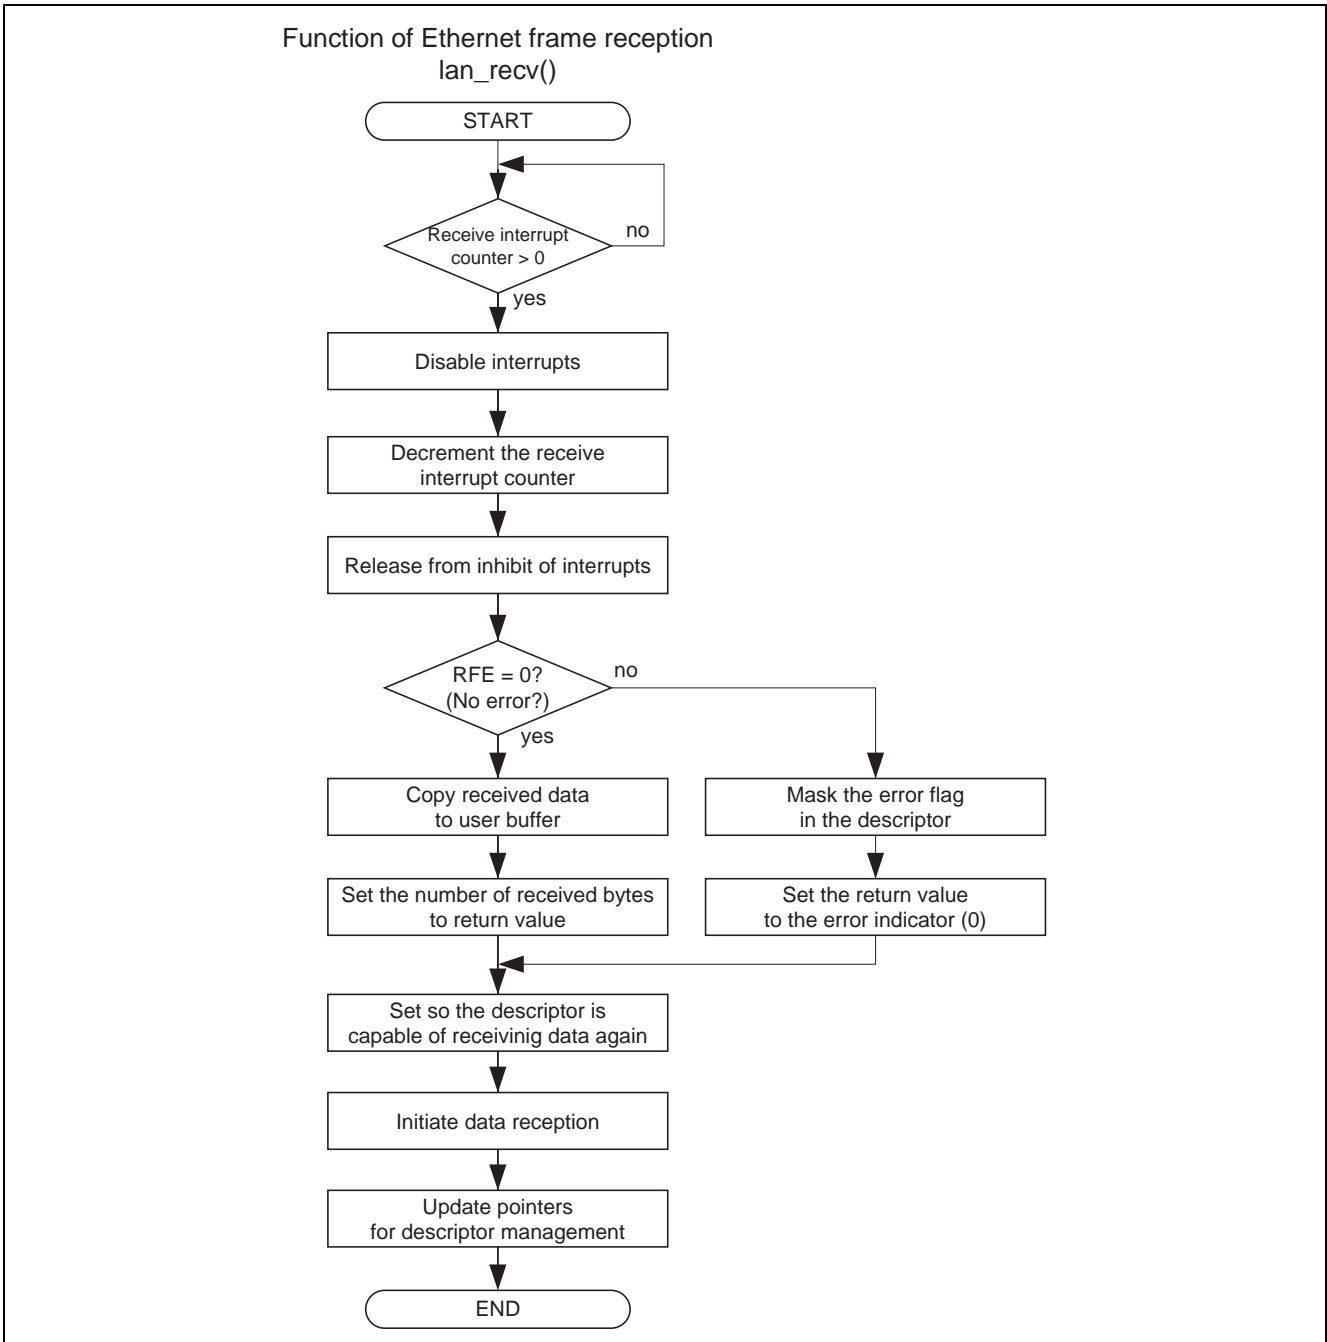 Function of Ethernet frame reception
lan_recv()
START
Receive interrupt
counter > 0
no
yes
Disable interrupts
Decrement the receive
interrupt counter
Release from inhibit of interrupts
RFE = 0?
(No error?)
no
yes
Copy received data
to user buffer
Mask the error flag
in the descriptor
Set the number of received bytes
to return value
Set the return value
to the error indicator (0)
Set so the descriptor is
capable of receivinig data again
Initiate data reception
Update pointers
for descriptor management
END